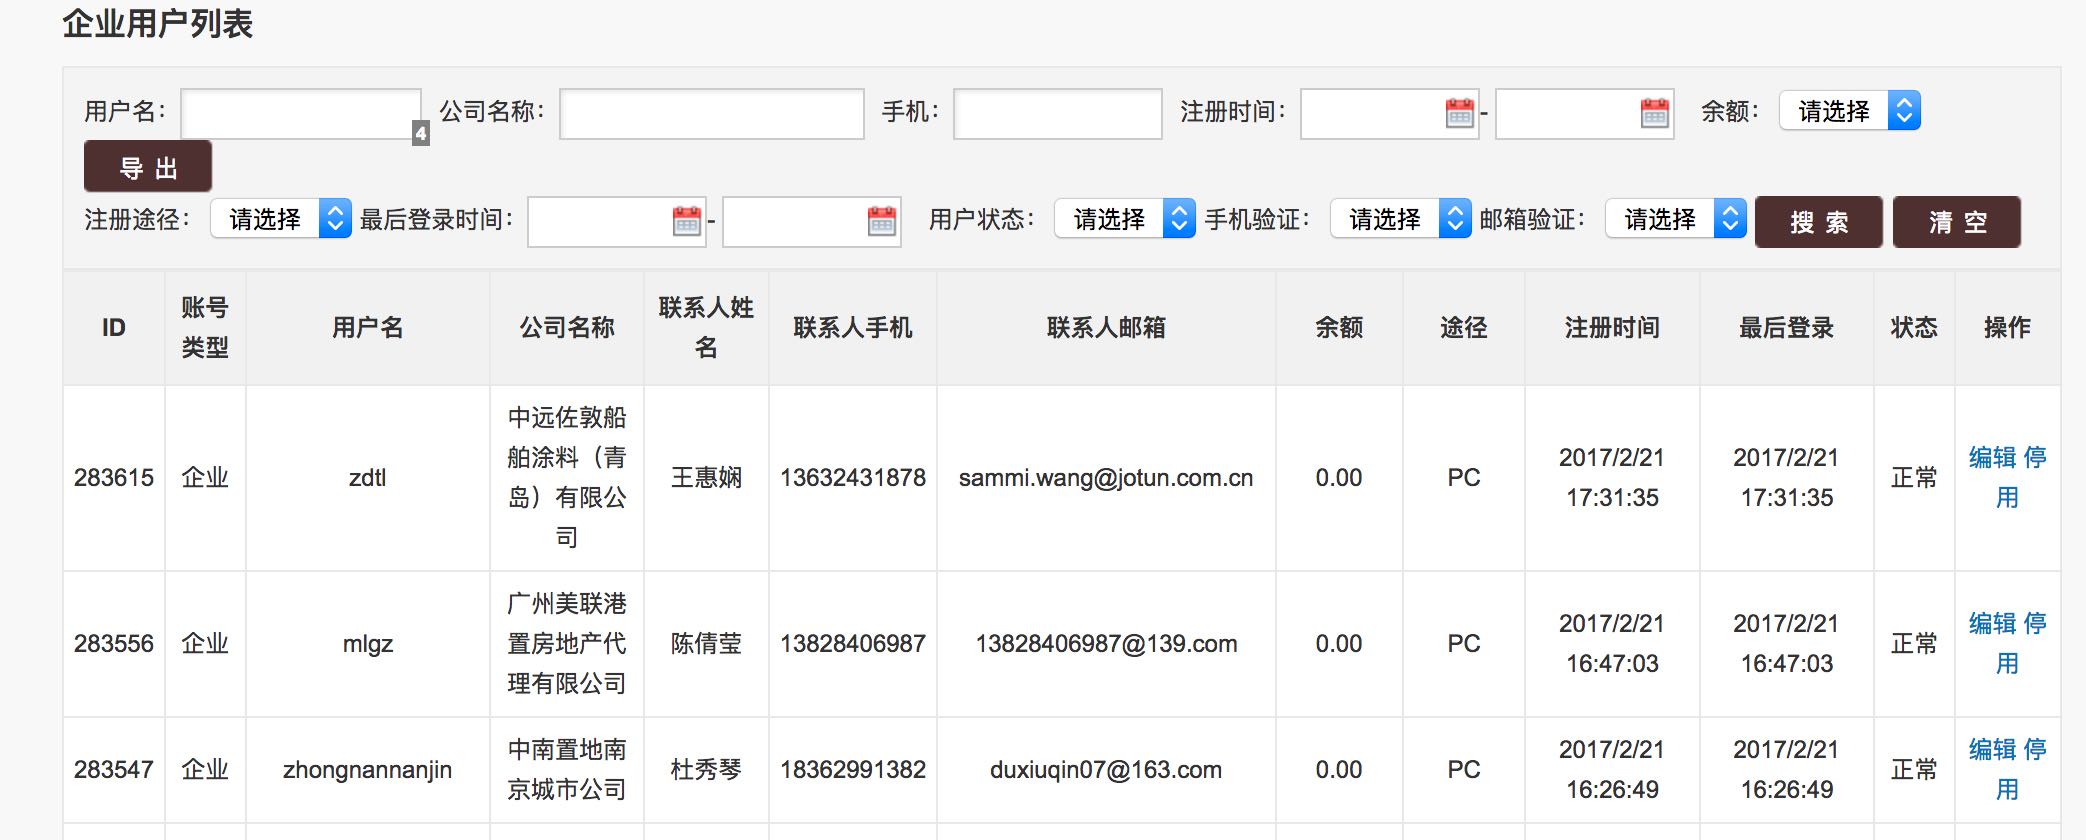 企业用户列表
用户名： 4 公司名称： 手机： 注册时间： - 余额： 请选择
导 出
注册途径： 请选择 最后登录时间： - 用户状态： 请选择 手机验证： 请选择 邮箱验证： 请选择 搜 索 清 空
ID
账号
类型
用户名
公司名称
联系人姓
名
联系人手机
联系人邮箱
余额
途径
注册时间
最后登录
状态
操作
283615
企业
zdtl
中远佐敦船
舶涂料（青
岛）有限公
司
王惠娴
13632431878
sammi.wang@jotun.com.cn
0.00
PC
2017/2/21
17:31:35
2017/2/21
17:31:35
正常
编辑 停
用
283556
企业
mlgz
广州美联港
置房地产代
理有限公司
陈倩莹
13828406987
13828406987@139.com
0.00
PC
2017/2/21
16:47:03
2017/2/21
16:47:03
正常
编辑 停
用
283547
企业
zhongnannanjin
中南置地南
京城市公司
杜秀琴
18362991382
duxiuqin07@163.com
0.00
PC
2017/2/21
16:26:49
2017/2/21
16:26:49
正常
编辑 停
用